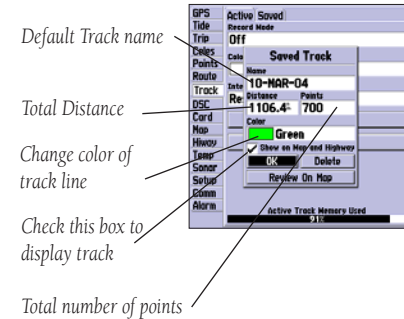 Default Track name
Total Distance
Change color of
track line
Check this box to
display track
Total number of points
GPS
Tide
Trip
Celes
Points
Route
Track
DSC
Card
Map
Hiway
Temp
Sonar
Setup
Comm
Alarm
Active Saved
Record Mode
Off
Saved Track
Name
10-MAR-04
Distance Points
1106.4 700
Color
Green
Show on Map and Highway
OK Delete
Review On Map
Active Track Memory Used
91%